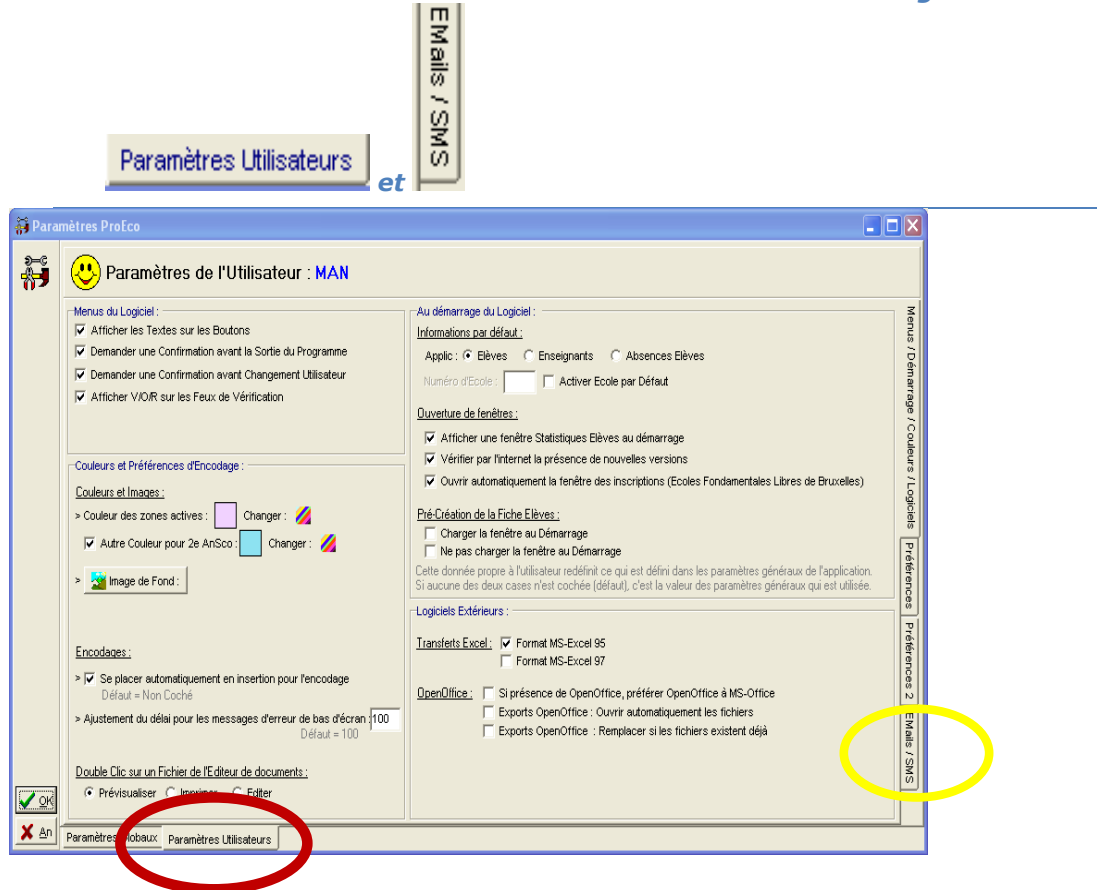 EMails / SMS
Paramètres Utilisateurs
et
Paramètres ProEco
Paramètres de l'Utilisateur : MAN
Menus du Logiciel :
Afficher les Textes sur les Boutons
Demander une Confirmation avant la Sortie du Programme
Demander une Confirmation avant Changement Utilisateur
Afficher V/O/R sur les Feux de Vérification
Couleurs et Préférences d'Encodage :
Couleurs et Images :
> Couleur des zones actives : Changer :
Autre Couleur pour 2e AnSco : Changer :
> Image de Fond :
Encodages :
> Se placer automatiquement en insertion pour l'encodage
Défaut = Non Coché
> Ajustement du délai pour les messages d'erreur de bas d'écran : 100
Défaut = 100
Double Clic sur un Fichier de l'Editeur de documents :
Prévisualiser Imprimer Editer
Au démarrage du Logiciel :
Informations par défaut :
Applic : Elèves Enseignants Absences Elèves
Numéro d'Ecole : Activer Ecole par Défaut
Ouverture de fenêtres :
Afficher une fenêtre Statistiques Elèves au démarrage
Vérifier par l'internet la présence de nouvelles versions
Ouvrir automatiquement la fenêtre des inscriptions (Ecoles Fondamentales Libres de Bruxelles)
Pré-Création de la Fiche Elèves :
Charger la fenêtre au Démarrage
Ne pas charger la fenêtre au Démarrage
Cette donnée propre à l'utilisateur redéfinit ce qui est défini dans les paramètres généraux de l'application.
Si aucune des deux cases n'est cochée (défaut), c'est la valeur des paramètres généraux qui est utilisée.
Logiciels Extérieurs :
Transferts Excel : Format MS-Excel 95
Format MS-Excel 97
OpenOffice : Si présence de OpenOffice, préférer OpenOffice à MS-Office
Exports OpenOffice : Ouvrir automatiquement les fichiers
Exports OpenOffice : Remplacer si les fichiers existent déjà
Menus / Démarrage / Couleurs / Logiciels
Préférences
Préférences 2
EMails / SMS
OK
An
Paramètres Globaux
Paramètres Utilisateurs